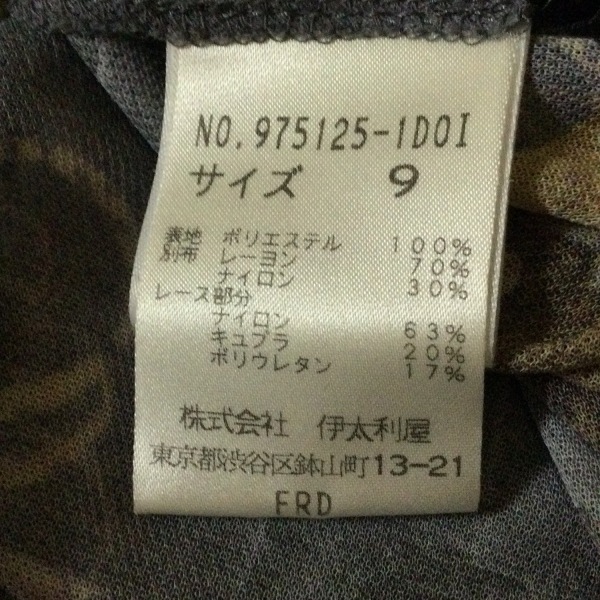 NO.975125-1D0I
サイズ 9
表地 ポリエステル 100%
別布 レーヨン 70%
ナイロン 30%
レース部分
ナイロン 63%
キュプラ 20%
ポリウレタン 17%
株式会社 伊太利屋
東京都渋谷区鉢山町13-21
FRD